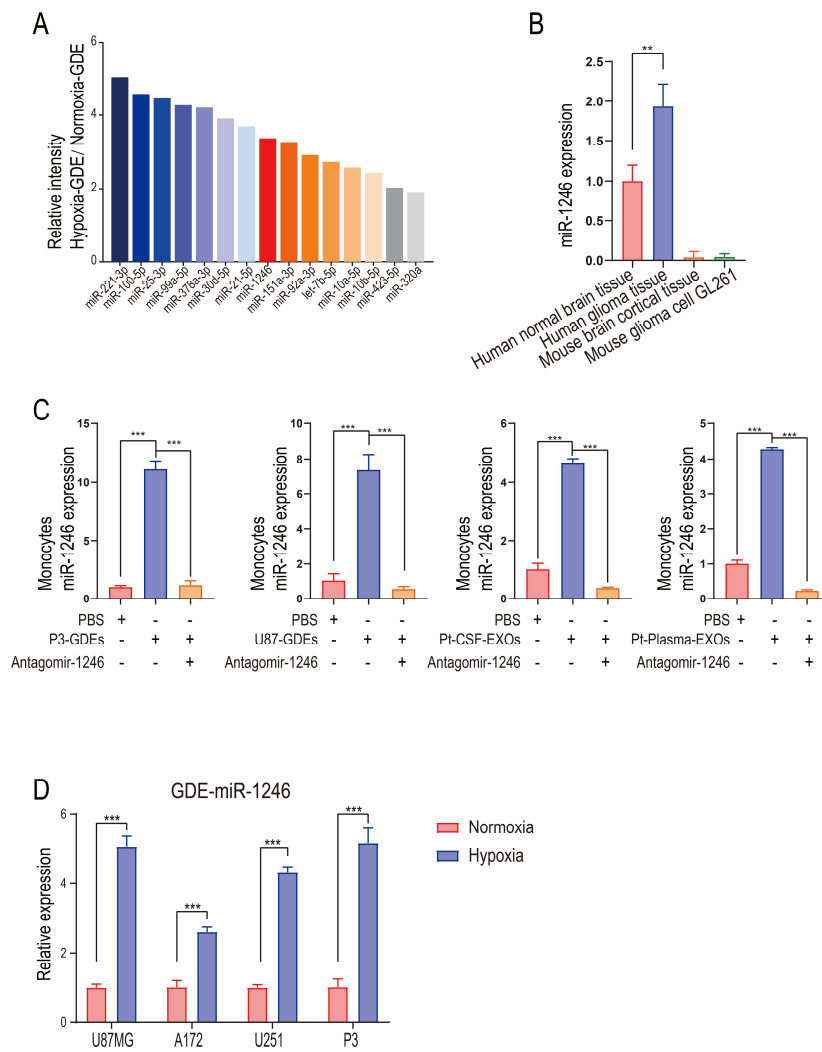 A
Relative intensity
Hypoxia-GDE/ Normoxia-GDE
6
4
2
0
miR-221-3p
miR-100-5p
miR-25-3p
miR-99a-5p
miR-378a-3p
miR-30d-5p
miR-21-5p
miR-1246
miR-151a-3p
miR-92a-3p
let-7b-5p
miR-10a-5p
miR-10b-5p
miR-423-5p
miR-320a
B
miR-1246 expression
2.5
2.0
1.5
1.0
0.5
0.0
**
Human normal brain tissue
Human glioma tissue
Mouse brain cortical tissue
Mouse glioma cell GL261
C
Monocytes
miR-1246 expression
15
10
5
0
*** ***
PBS + - -
P3-GDEs - + +
Antagomir-1246 - - +
Monocytes
miR-1246 expression
10
8
6
4
2
0
*** ***
PBS + - -
U87-GDEs - + +
Antagomir-1246 - - +
Monocytes
miR-1246 expression
6
4
2
0
*** ***
PBS + - -
Pt-CSF-EXOs - + +
Antagomir-1246 - - +
Monocytes
miR-1246 expression
5
4
3
2
1
0
*** ***
PBS + - -
Pt-Plasma-EXOs - + +
Antagomir-1246 - - +
D
GDE-miR-1246
Relative expression
6
4
2
0
*** *** *** ***
U87MG A172 U251 P3
Normoxia
Hypoxia